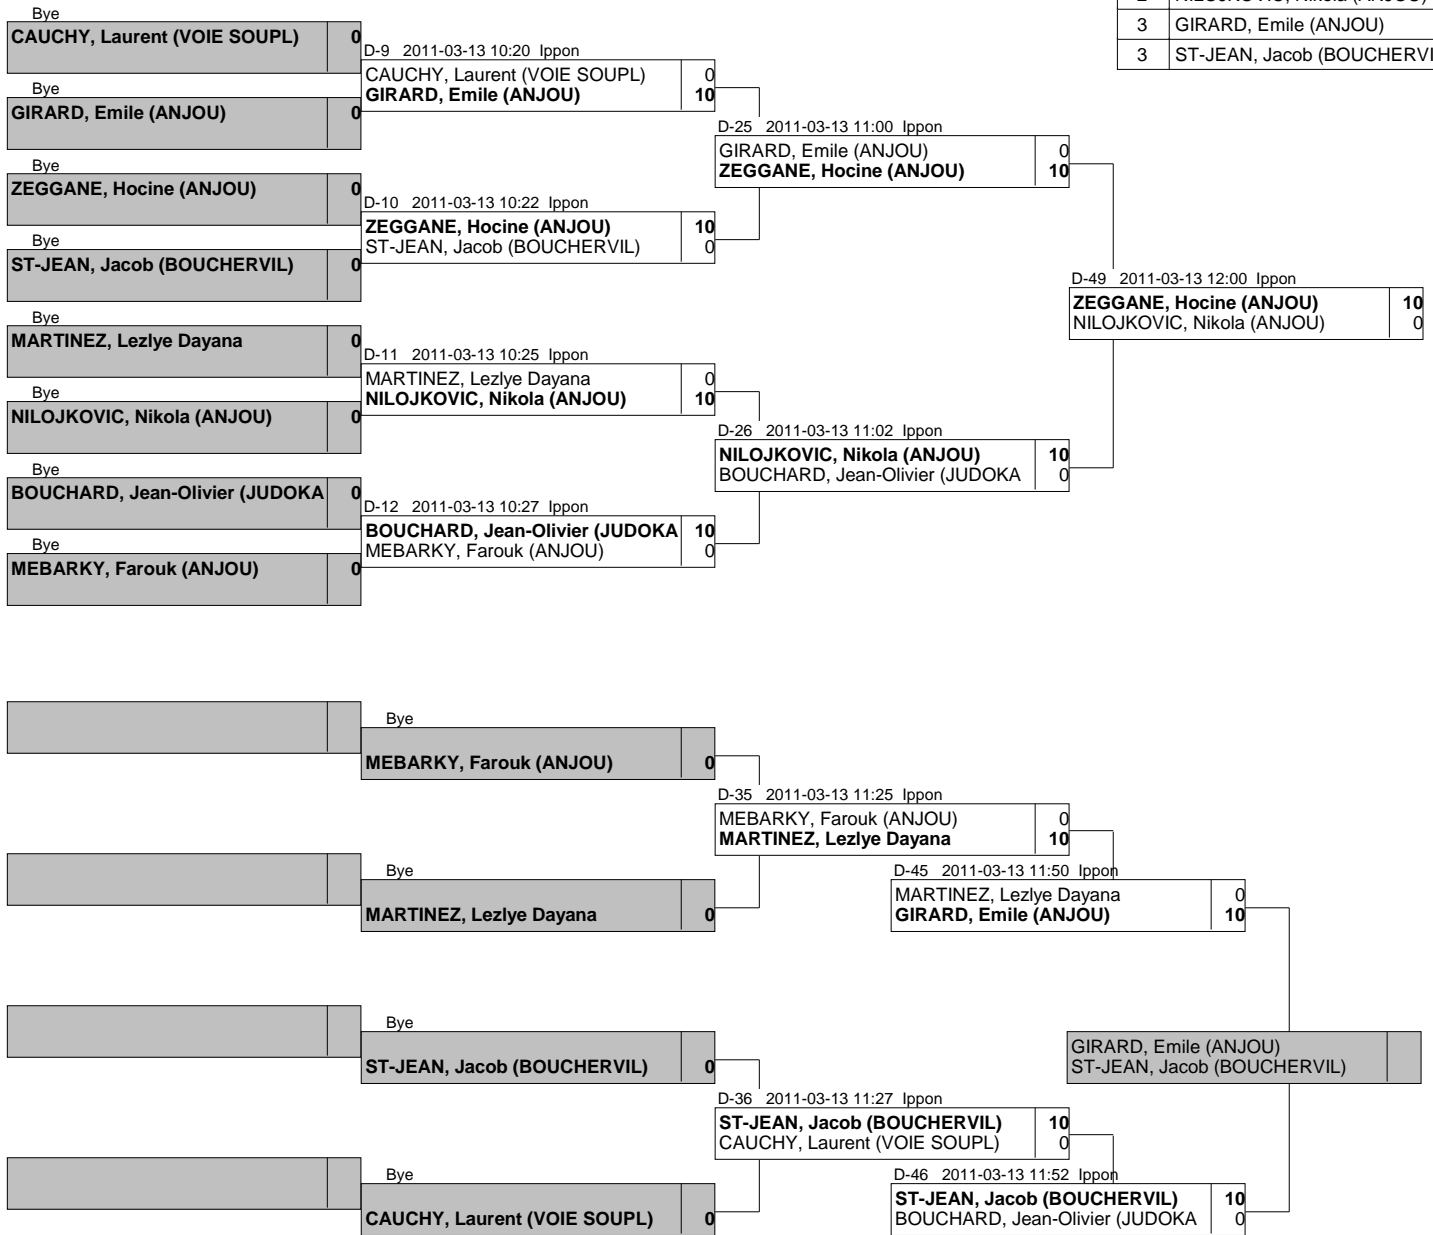 NILOJKOVIC, Nikola (ANJOU)
3 GIRARD, Emile (ANJOU)
3 ST-JEAN, Jacob (BOUCHERVI
Bye
CAUCHY, Laurent (VOIE SOUPL) 0
Bye
GIRARD, Emile (ANJOU) 0
Bye
ZEGGANE, Hocine (ANJOU) 0
Bye
ST-JEAN, Jacob (BOUCHERVIL) 0
Bye
MARTINEZ, Lezlye Dayana 0
Bye
NILOJKOVIC, Nikola (ANJOU) 0
Bye
BOUCHARD, Jean-Olivier (JUDOKA 0
Bye
MEBARKY, Farouk (ANJOU) 0
D-9 2011-03-13 10:20 Ippon
CAUCHY, Laurent (VOIE SOUPL) 0
GIRARD, Emile (ANJOU) 10
D-10 2011-03-13 10:22 Ippon
ZEGGANE, Hocine (ANJOU) 10
ST-JEAN, Jacob (BOUCHERVIL) 0
D-11 2011-03-13 10:25 Ippon
MARTINEZ, Lezlye Dayana 0
NILOJKOVIC, Nikola (ANJOU) 10
D-12 2011-03-13 10:27 Ippon
BOUCHARD, Jean-Olivier (JUDOKA 10
MEBARKY, Farouk (ANJOU) 0
D-25 2011-03-13 11:00 Ippon
GIRARD, Emile (ANJOU) 0
ZEGGANE, Hocine (ANJOU) 10
D-26 2011-03-13 11:02 Ippon
NILOJKOVIC, Nikola (ANJOU) 10
BOUCHARD, Jean-Olivier (JUDOKA 0
D-49 2011-03-13 12:00 Ippon
ZEGGANE, Hocine (ANJOU) 10
NILOJKOVIC, Nikola (ANJOU) 0
Bye
MEBARKY, Farouk (ANJOU) 0
Bye
MARTINEZ, Lezlye Dayana 0
Bye
ST-JEAN, Jacob (BOUCHERVIL) 0
Bye
CAUCHY, Laurent (VOIE SOUPL) 0
D-35 2011-03-13 11:25 Ippon
MEBARKY, Farouk (ANJOU) 0
MARTINEZ, Lezlye Dayana 10
D-36 2011-03-13 11:27 Ippon
ST-JEAN, Jacob (BOUCHERVIL) 10
CAUCHY, Laurent (VOIE SOUPL) 0
D-45 2011-03-13 11:50 Ippon
MARTINEZ, Lezlye Dayana 0
GIRARD, Emile (ANJOU) 10
D-46 2011-03-13 11:52 Ippon
ST-JEAN, Jacob (BOUCHERVIL) 10
BOUCHARD, Jean-Olivier (JUDOKA 0
GIRARD, Emile (ANJOU)
ST-JEAN, Jacob (BOUCHERVIL)